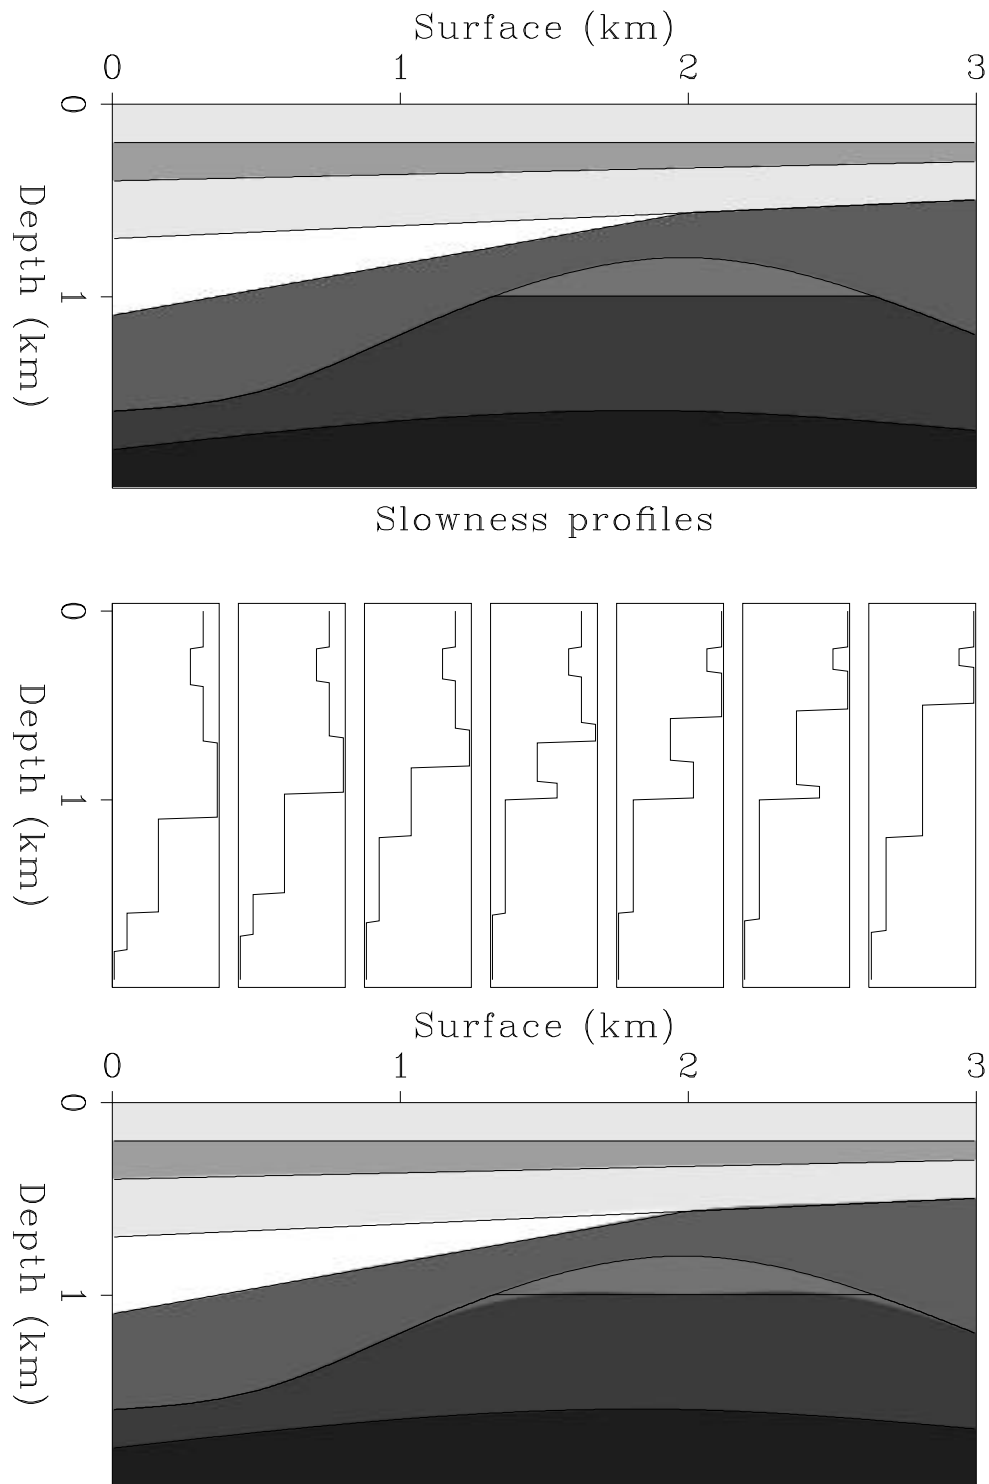 Surface (km)
0 1 2 3
0
Depth (km)
1
Slowness profiles
0
Depth (km)
1
Surface (km)
0 1 2 3
0
Depth (km)
1